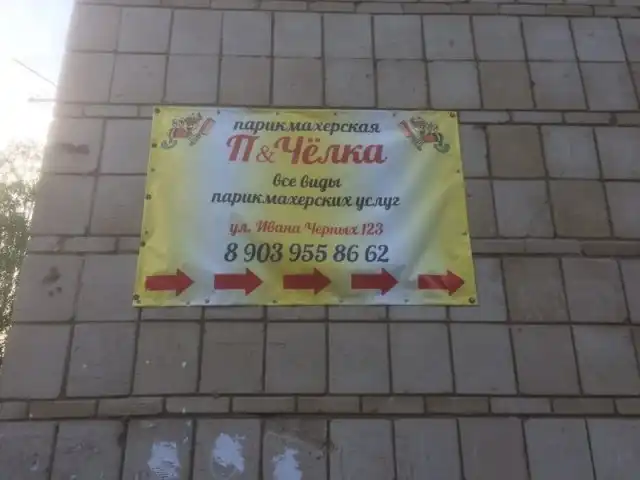 парикмахерская
П&Чёлка
все виды
парикмахерских услуг
ул. Ивана Черных 123
8 903 955 86 62